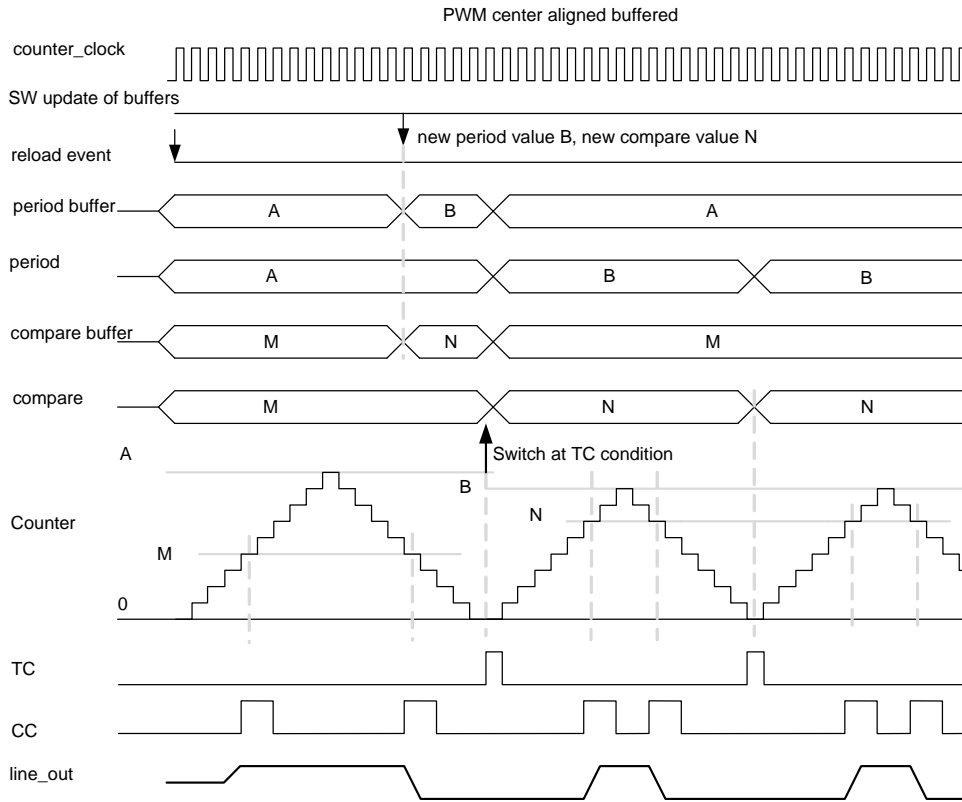 PWM center aligned buffered
counter_clock
SW update of buffers
new period value B, new compare value N
reload event
period buffer
A
B
A
period
A
B
B
compare buffer
M
N
M
compare
M
N
N
A
Switch at TC condition
B
N
Counter
M
0
TC
CC
line_out